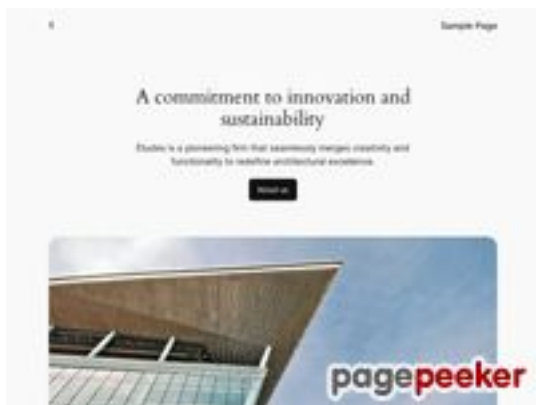 Sample Page
A commitment to innovation and
sustainability
Études is a pioneering firm that seamlessly merges creativity and
functionality to redefine architectural excellence.
About us
pagepeeker